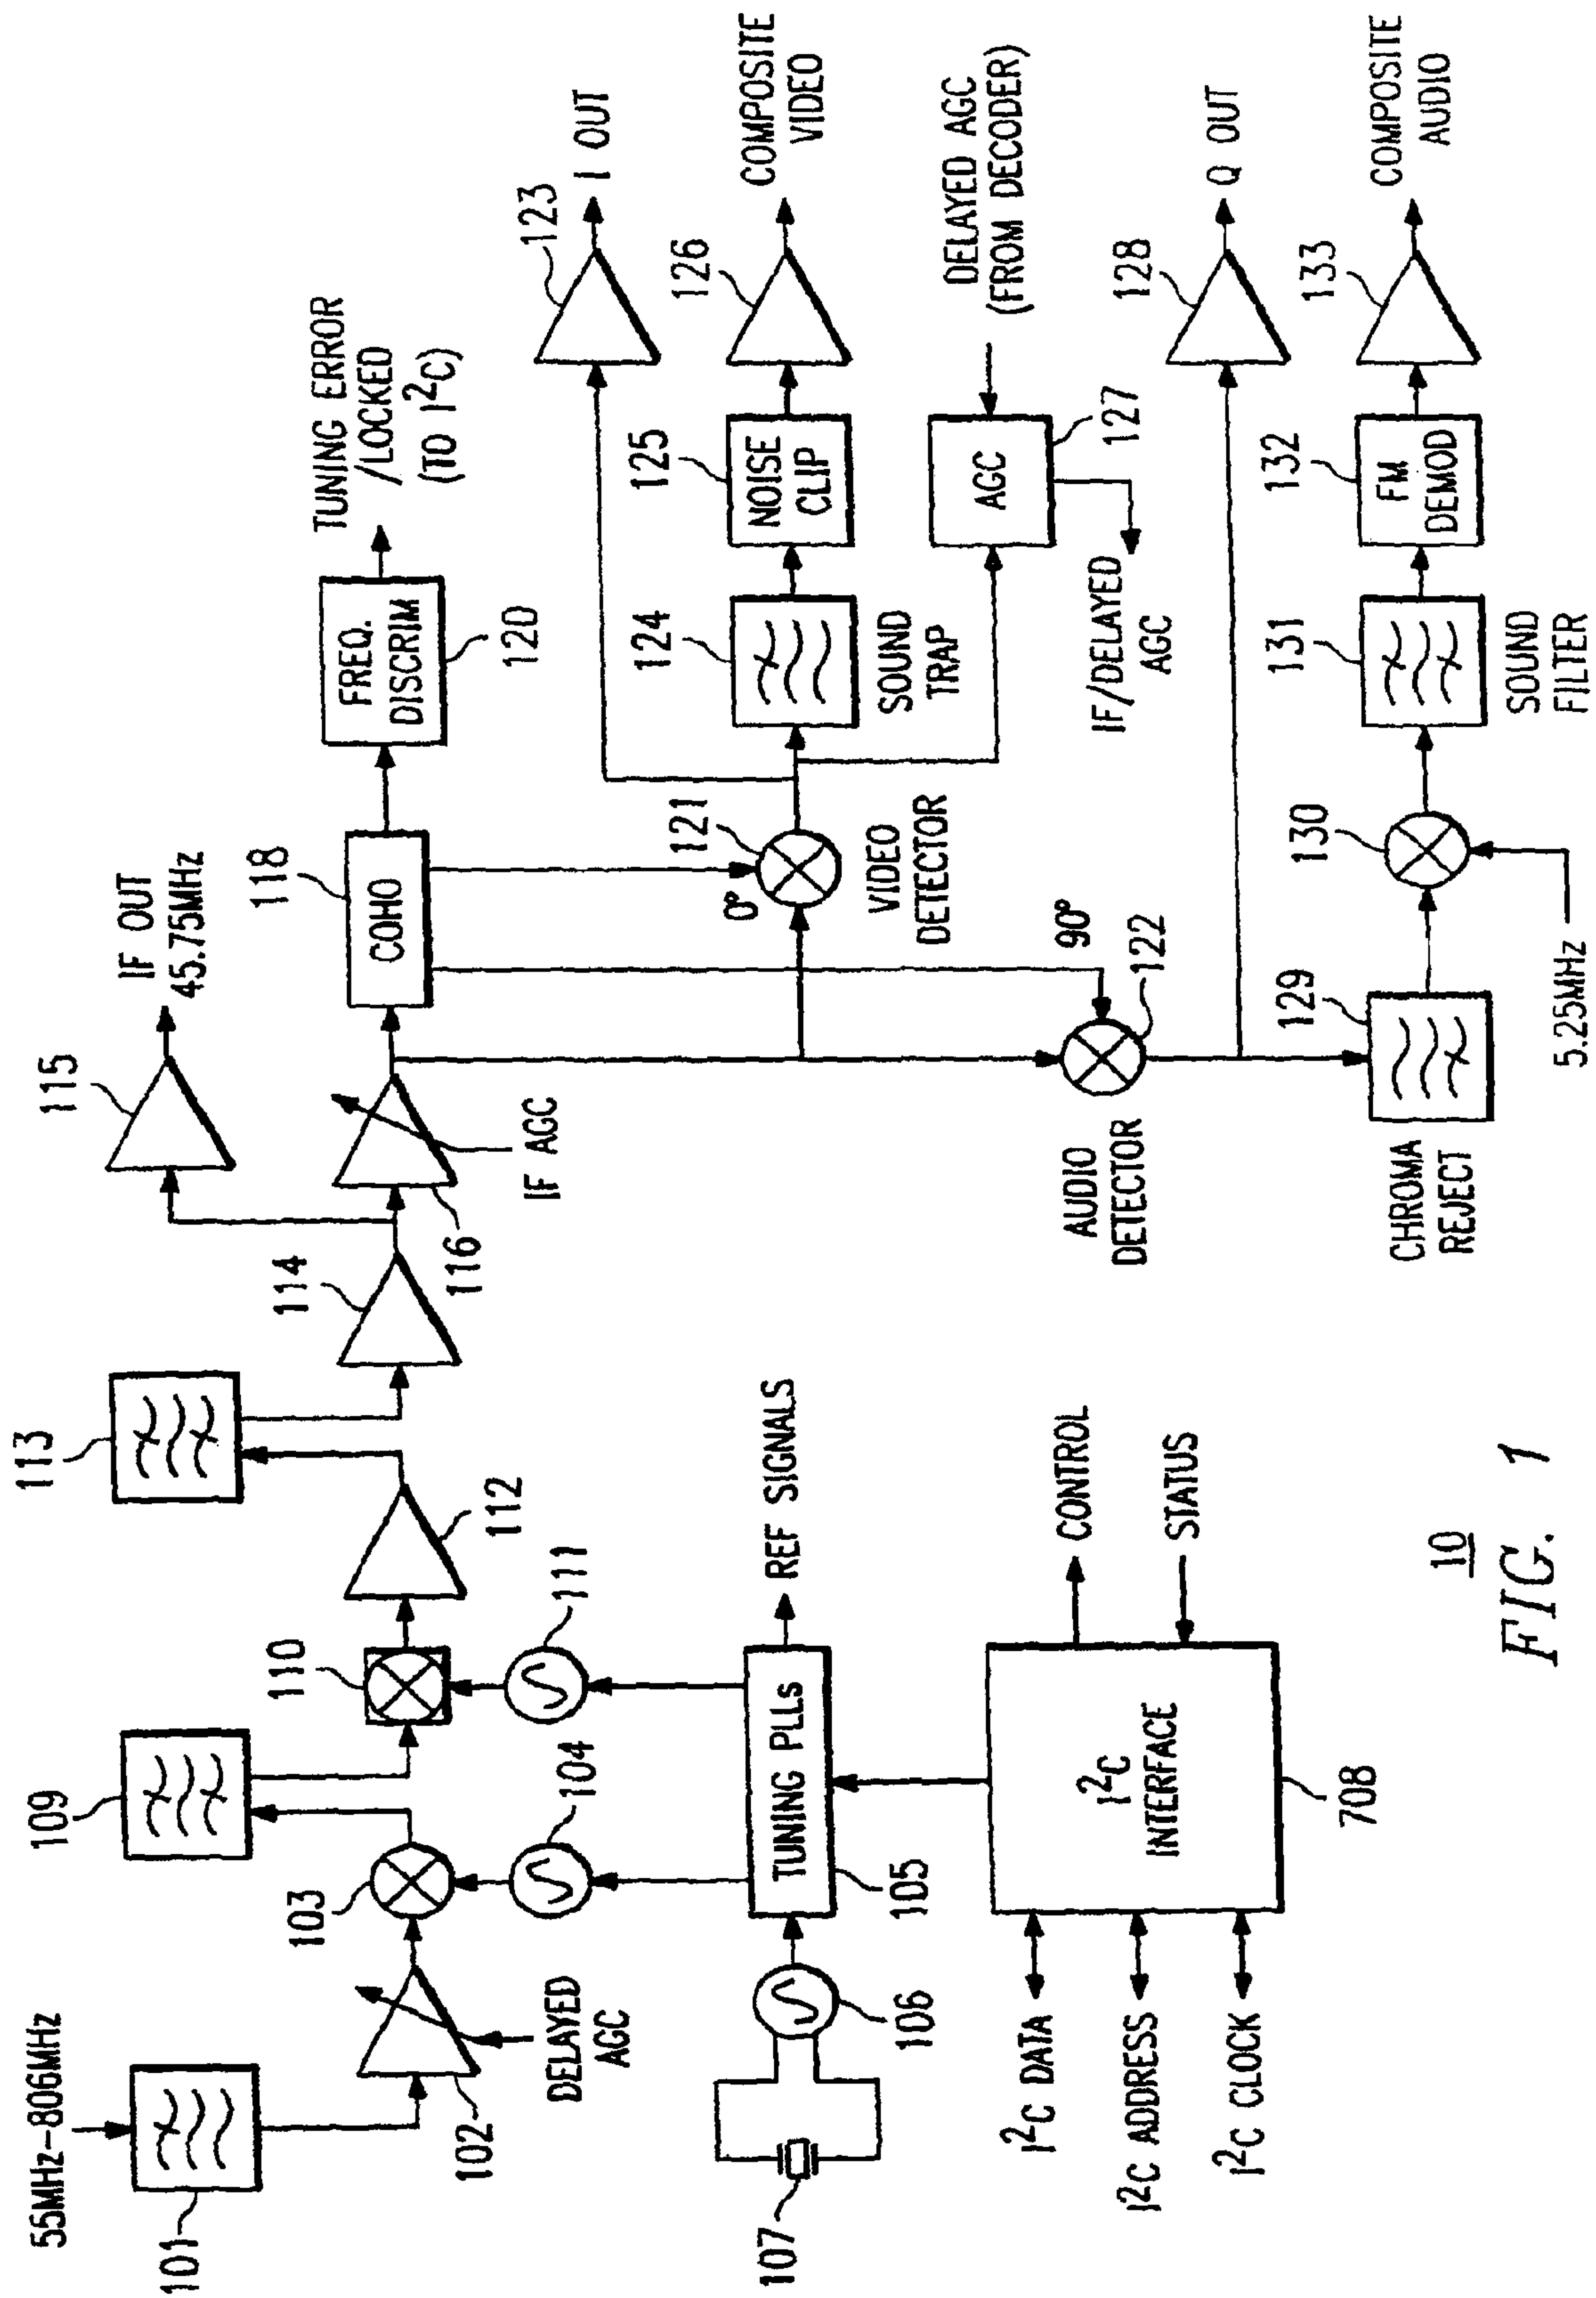 55MHz-806MHz
101
102
DELAYED
AGC
103
104
109
110
111
112
113
114
115
IF OUT
45.75MHz
116
IF AGC
118
COHO
FREQ.
DISCRIM
120
TUNING ERROR
/LOCKED
(TO I²C)
121
0°
VIDEO
DETECTOR
123
I OUT
124
SOUND
TRAP
125
NOISE
CLIP
126
COMPOSITE
VIDEO
AGC
127
DELAYED AGC
(FROM DECODER)
IF/DELAYED
AGC
90°
122
AUDIO
DETECTOR
128
Q OUT
129
CHROMA
REJECT
130
5.25MHz
131
SOUND
FILTER
132
FM
DEMOD
133
COMPOSITE
AUDIO
107
106
105
TUNING PLLs
REF SIGNALS
I²C
INTERFACE
708
I²C DATA
I²C ADDRESS
I²C CLOCK
CONTROL
STATUS
10
FIG. 1